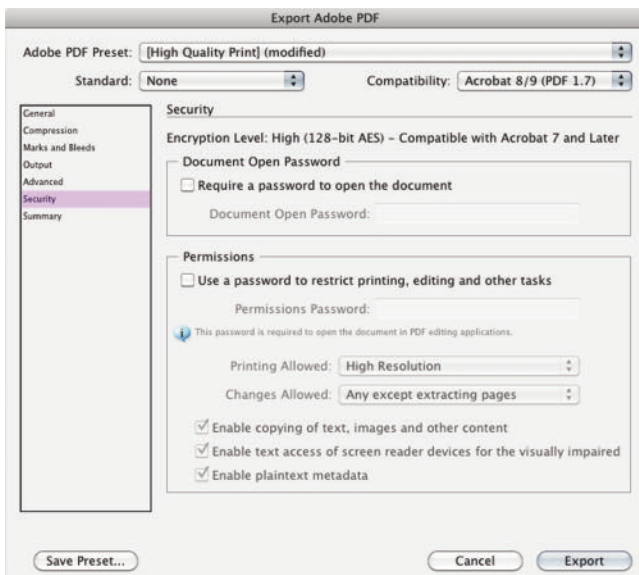 Export Adobe PDF
Adobe PDF Preset: [High Quality Print] (modified)
Standard: None Compatibility: Acrobat 8/9 (PDF 1.7)
General
Compression
Marks and Bleeds
Output
Advanced
Security
Summary
Security
Encryption Level: High (128-bit AES) – Compatible with Acrobat 7 and Later
Document Open Password
Require a password to open the document
Document Open Password:
Permissions
Use a password to restrict printing, editing and other tasks
Permissions Password:
This password is required to open the document in PDF editing applications.
Printing Allowed: High Resolution
Changes Allowed: Any except extracting pages
Enable copying of text, images and other content
Enable text access of screen reader devices for the visually impaired
Enable plaintext metadata
Save Preset... Cancel Export